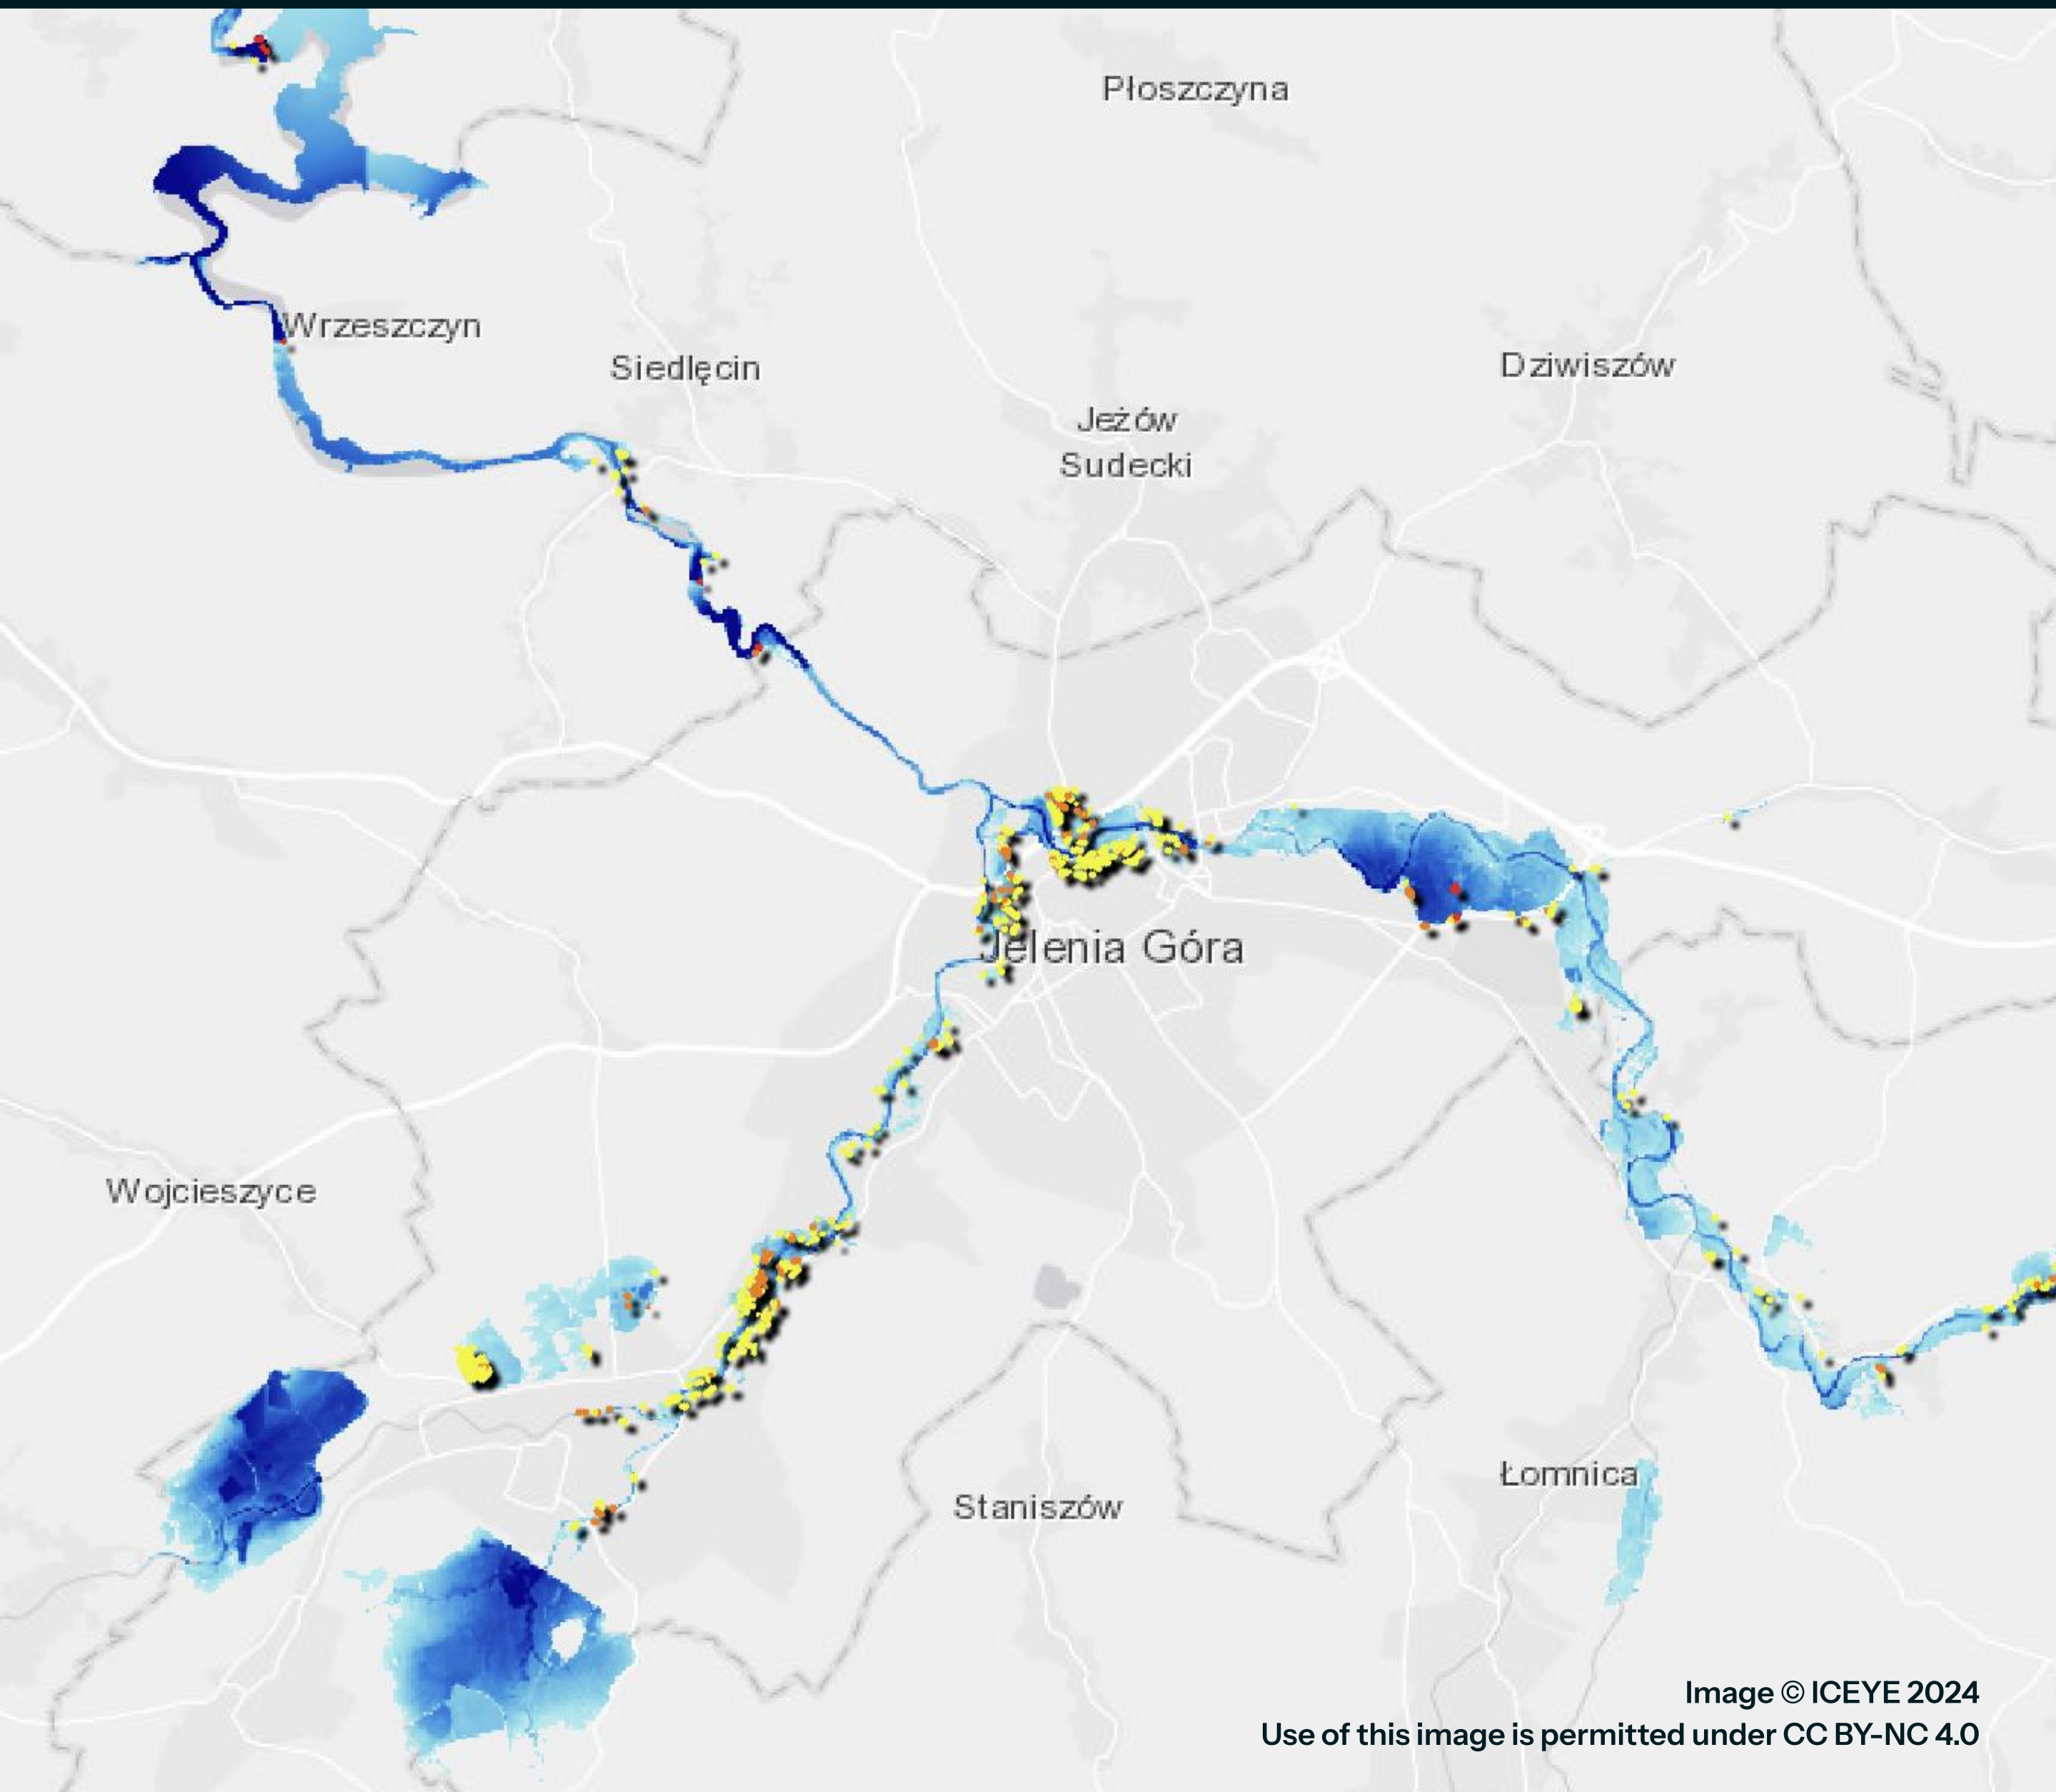 Płoszczyna
Wrzeszczyn
Siedlęcin
Dziwiszów
Jeżów
Sudecki
Jelenia Góra
Wojcieszyce
Łomnica
Staniszów
Image © ICEYE 2024
Use of this image is permitted under CC BY-NC 4.0